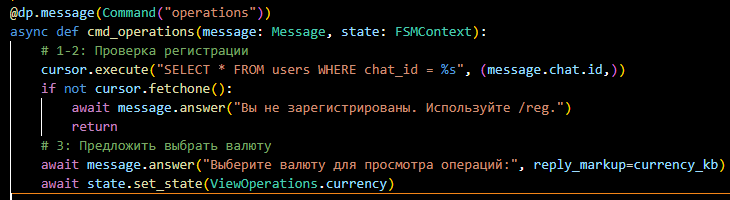 @dp.message(Command("operations"))
async def cmd_operations(message: Message, state: FSMContext):
    # 1-2: Проверка регистрации
    cursor.execute("SELECT * FROM users WHERE chat_id = %s", (message.chat.id,))
    if not cursor.fetchone():
        await message.answer("Вы не зарегистрированы. Используйте /reg.")
        return
    # 3: Предложить выбрать валюту
    await message.answer("Выберите валюту для просмотра операций:", reply_markup=currency_kb)
    await state.set_state(ViewOperations.currency)